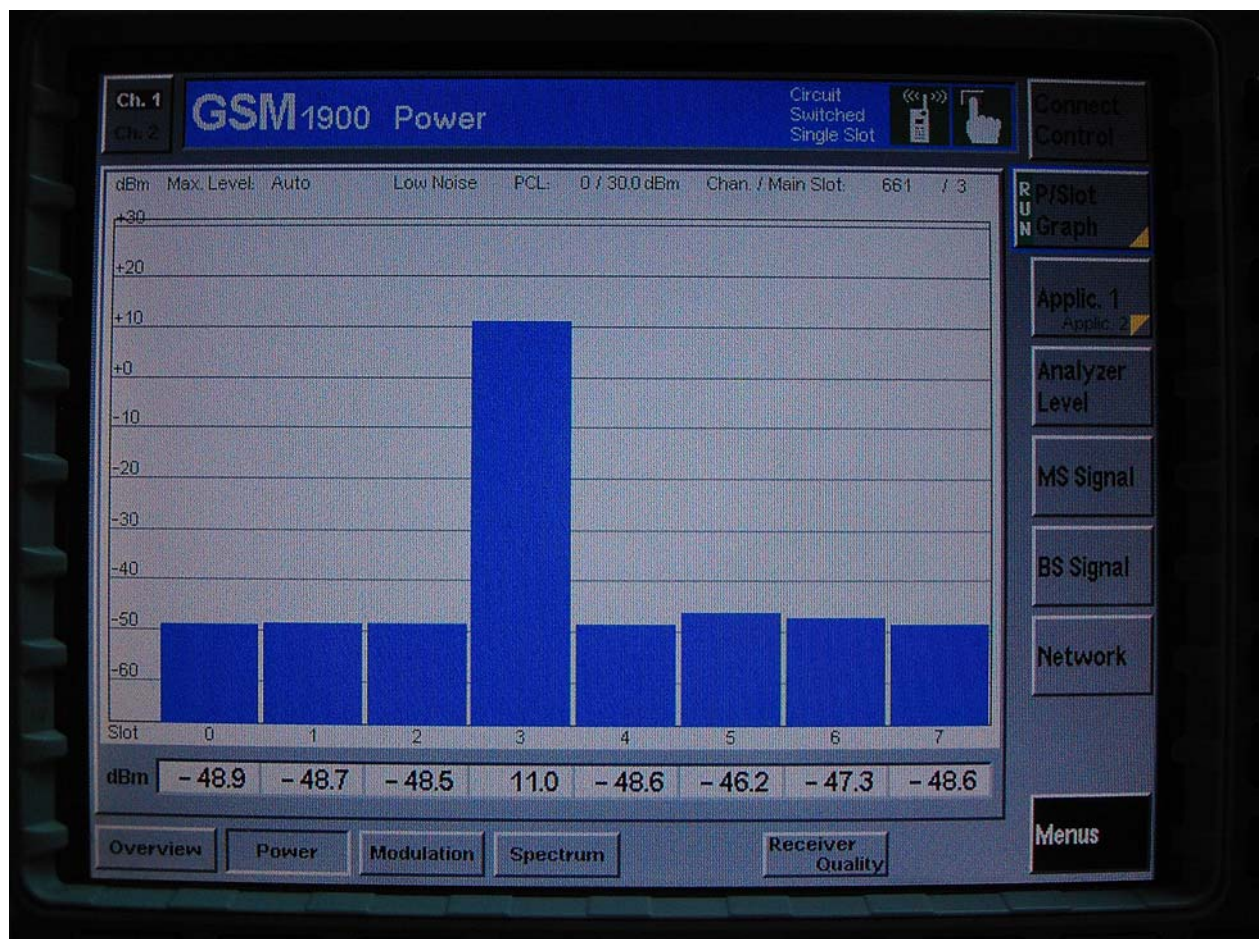 Ch. 1
Ch. 2
GSM 1900 Power
Circuit
Switched
Single Slot
Connect
Control
dBm Max. Level: Auto Low Noise PCL: 0 / 30.0 dBm Chan. / Main Slot: 661 / 3
RUN
P/Slot
Graph
+30
+20
+10
+0
-10
-20
-30
-40
-50
-60
Applic. 1
Applic. 2
Analyzer
Level
MS Signal
BS Signal
Network
Slot 0 1 2 3 4 5 6 7
dBm - 48.9 - 48.7 - 48.5 11.0 - 48.6 - 46.2 - 47.3 - 48.6
Overview
Power
Modulation
Spectrum
Receiver
Quality
Menus